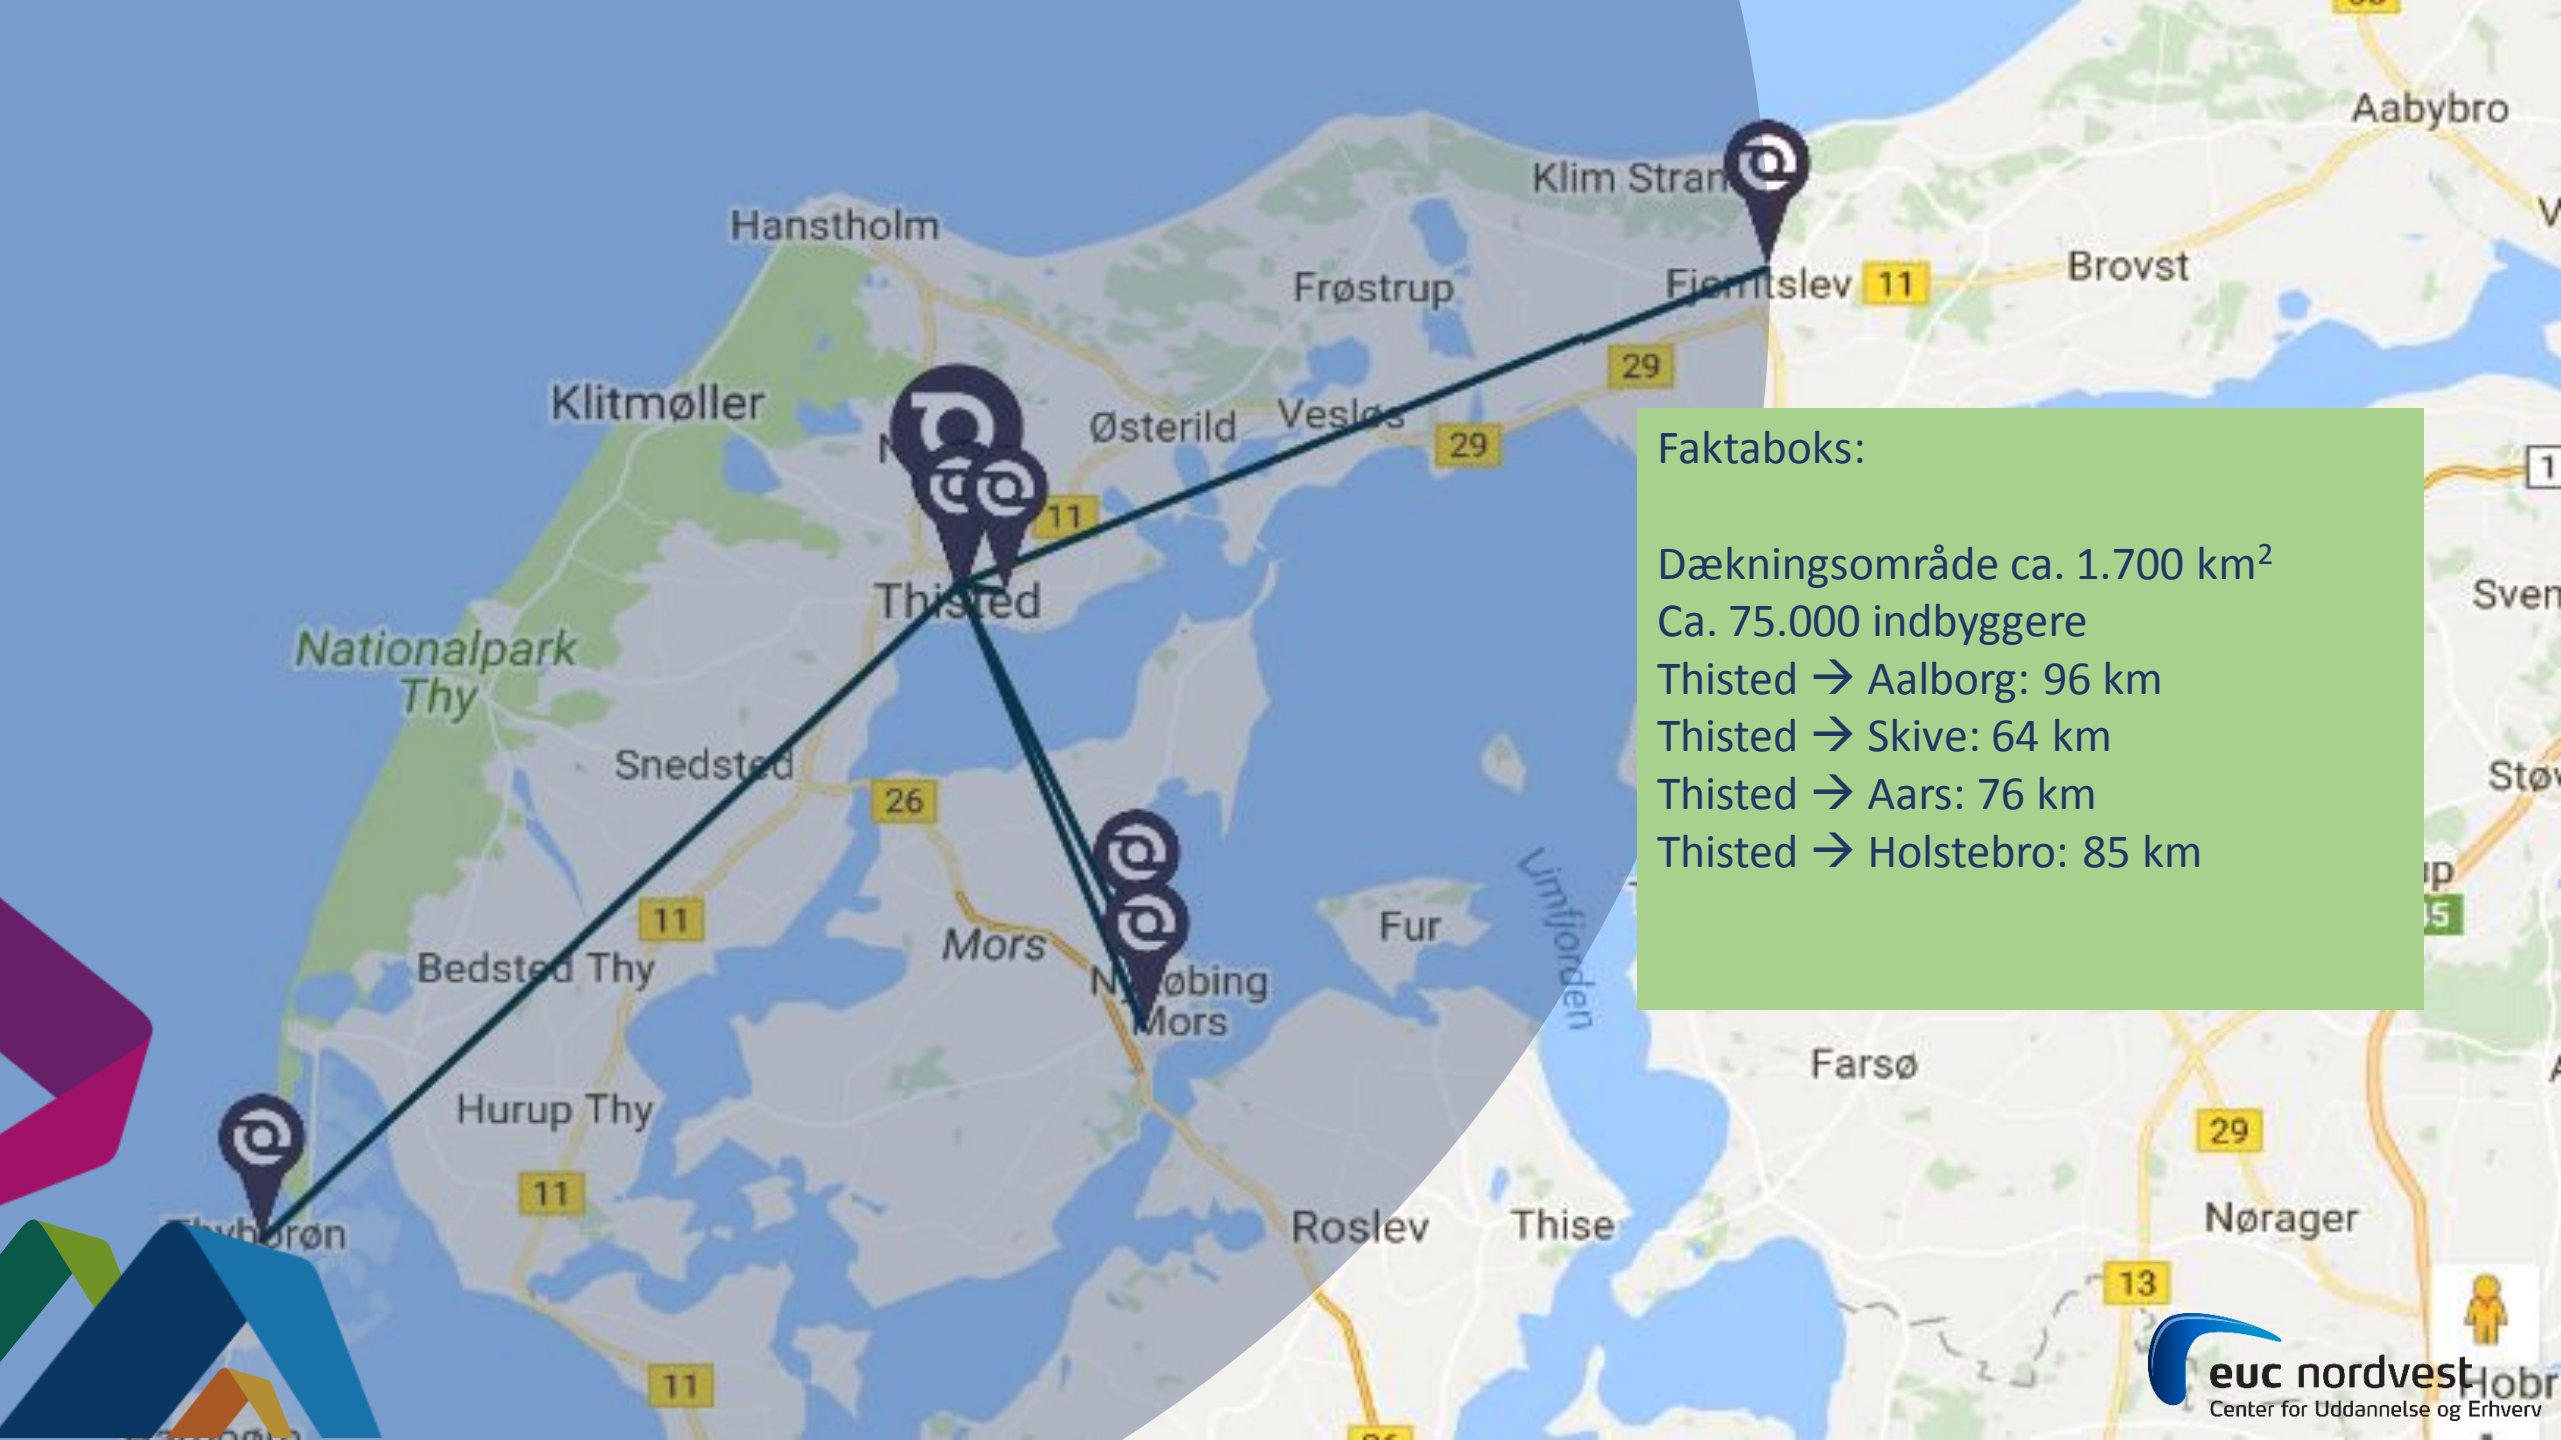 Aabybro
Klim Stran
Hanstholm
Brovst
Frøstrup
11
29
Klitmøller
Østerild
29
11
Thisted
Nationalpark
Thy
Snedsted
26
11
Mors
Fur
Bedsted Thy
Limfjorden
Mors
Hurup Thy
11
Roslev
Thise
11
Faktaboks:
Dækningsområde ca. 1.700 km²
Ca. 75.000 indbyggere
Thisted → Aalborg: 96 km
Thisted → Skive: 64 km
Thisted → Aars: 76 km
Thisted → Holstebro: 85 km
Farsø
29
Nørager
13
euc nordvest
Center for Uddannelse og Erhverv